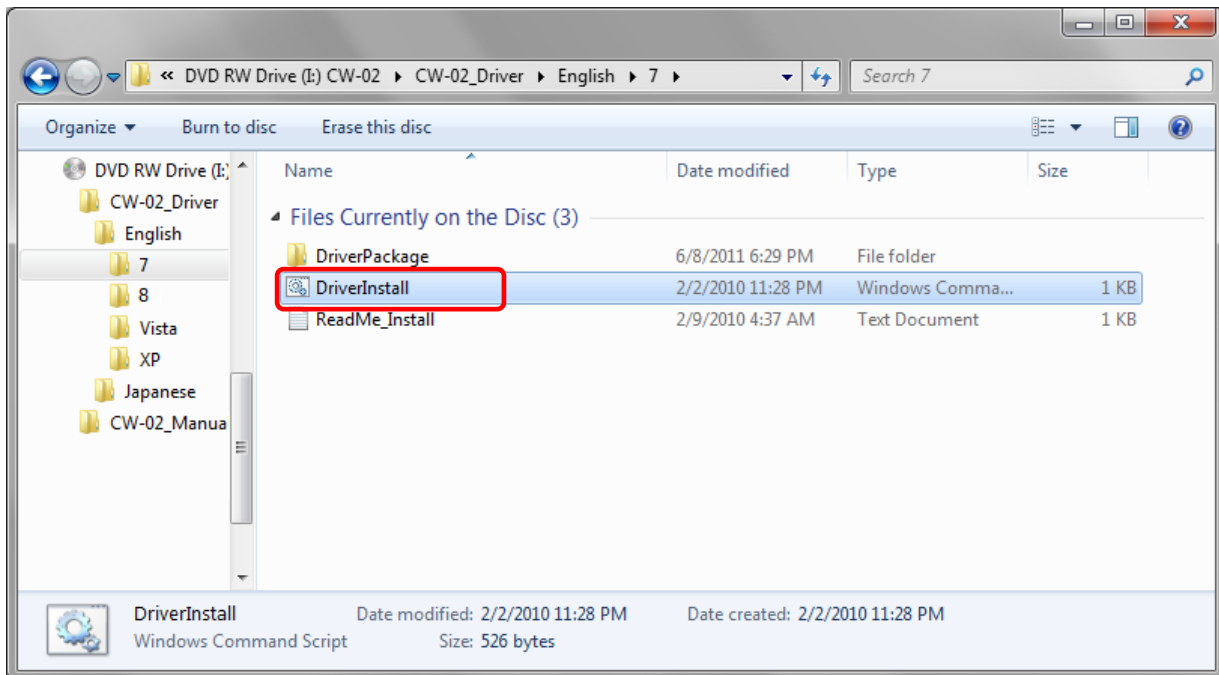 « DVD RW Drive (I:) CW-02 ▸ CW-02_Driver ▸ English ▸ 7 ▸ Search 7
Organize ▾ Burn to disc Erase this disc
DVD RW Drive (I:)
CW-02_Driver
English
7
8
Vista
XP
Japanese
CW-02_Manua
Name Date modified Type Size
Files Currently on the Disc (3)
DriverPackage 6/8/2011 6:29 PM File folder
DriverInstall 2/2/2010 11:28 PM Windows Comma... 1 KB
ReadMe_Install 2/9/2010 4:37 AM Text Document 1 KB
DriverInstall Date modified: 2/2/2010 11:28 PM Date created: 2/2/2010 11:28 PM
Windows Command Script Size: 526 bytes